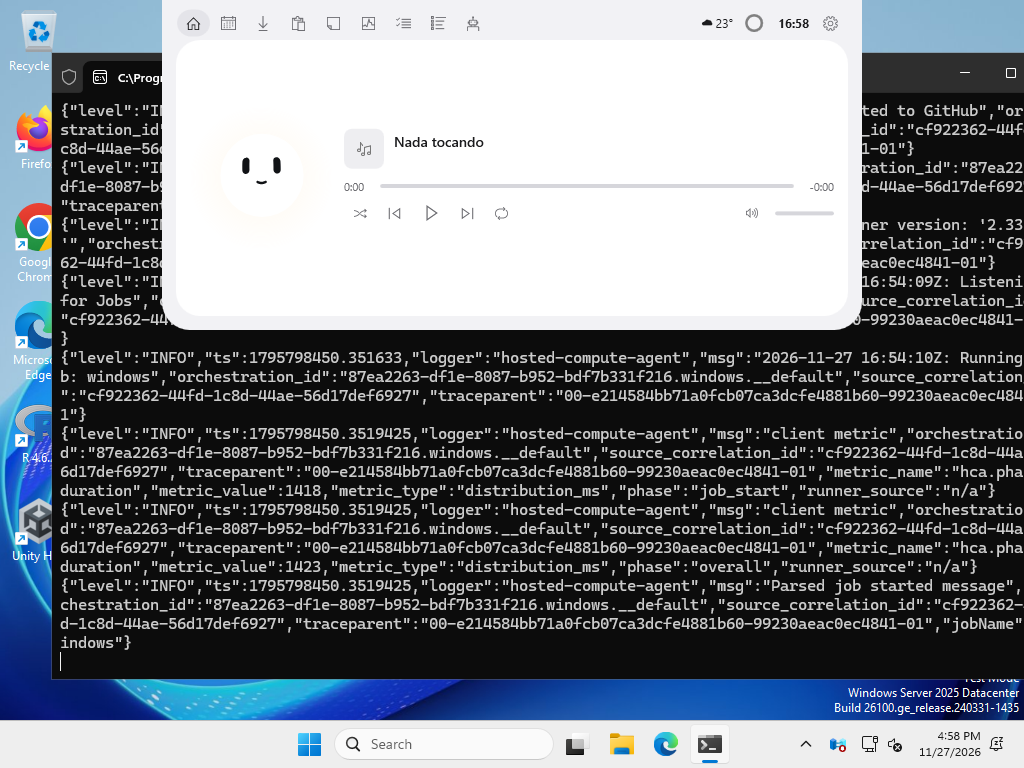 23°
16:58
Nada tocando
0:00
-0:00
Recycle
Firefo
Googl
Chrom
Micros
Edge
R 4.6.
Unity H
C:\Progr
{"level":"IN
ted to GitHub","or
stration_id"
_id":"cf922362-44f
c8d-44ae-56d
1-01"}
{"level":"IN
stration_id":"87ea22
df1e-8087-b9
-44ae-56d17def6927
"traceparent
{"level":"IN
ner version: '2.33
'","orchestr
rrelation_id":"cf9
62-44fd-1c8d
eac0ec4841-01"}
{"level":"IN
16:54:09Z: Listeni
for Jobs","o
ource_correlation_i
"cf922362-44
0-99230aeac0ec4841-
}
{"level":"INFO","ts":1795798450.351633,"logger":"hosted-compute-agent","msg":"2026-11-27 16:54:10Z: Running
b: windows","orchestration_id":"87ea2263-df1e-8087-b952-bdf7b331f216.windows.__default","source_correlation
":"cf922362-44fd-1c8d-44ae-56d17def6927","traceparent":"00-e214584bb71a0fcb07ca3dcfe4881b60-99230aeac0ec484
1"}
{"level":"INFO","ts":1795798450.3519425,"logger":"hosted-compute-agent","msg":"client metric","orchestratio
d":"87ea2263-df1e-8087-b952-bdf7b331f216.windows.__default","source_correlation_id":"cf922362-44fd-1c8d-44a
6d17def6927","traceparent":"00-e214584bb71a0fcb07ca3dcfe4881b60-99230aeac0ec4841-01","metric_name":"hca.pha
duration","metric_value":1418,"metric_type":"distribution_ms","phase":"job_start","runner_source":"n/a"}
{"level":"INFO","ts":1795798450.3519425,"logger":"hosted-compute-agent","msg":"client metric","orchestratio
d":"87ea2263-df1e-8087-b952-bdf7b331f216.windows.__default","source_correlation_id":"cf922362-44fd-1c8d-44a
6d17def6927","traceparent":"00-e214584bb71a0fcb07ca3dcfe4881b60-99230aeac0ec4841-01","metric_name":"hca.pha
duration","metric_value":1423,"metric_type":"distribution_ms","phase":"overall","runner_source":"n/a"}
{"level":"INFO","ts":1795798450.3519425,"logger":"hosted-compute-agent","msg":"Parsed job started message",
chestration_id":"87ea2263-df1e-8087-b952-bdf7b331f216.windows.__default","source_correlation_id":"cf922362-
d-1c8d-44ae-56d17def6927","traceparent":"00-e214584bb71a0fcb07ca3dcfe4881b60-99230aeac0ec4841-01","jobName"
indows"}
Test Mode
Windows Server 2025 Datacenter
Build 26100.ge_release.240331-1435
Search
4:58 PM
11/27/2026